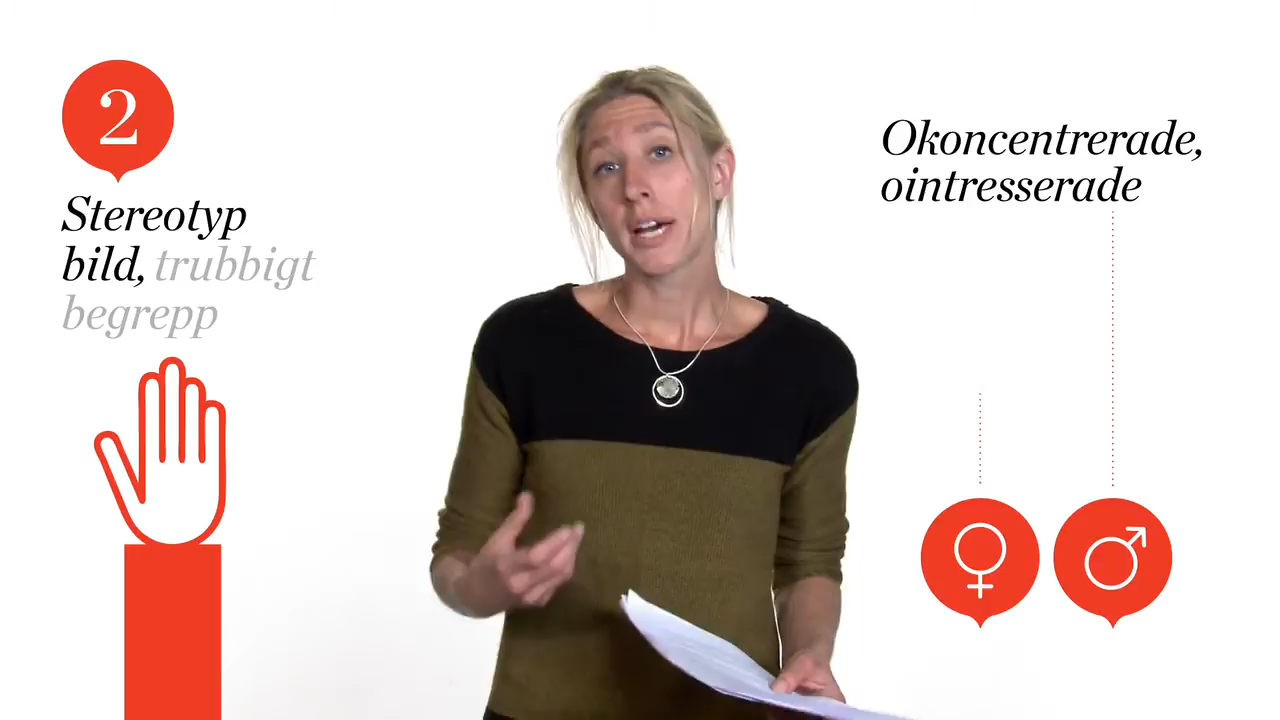 2
Stereotyp
bild, trubbigt
begrepp
Okoncentrerade,
ointresserade